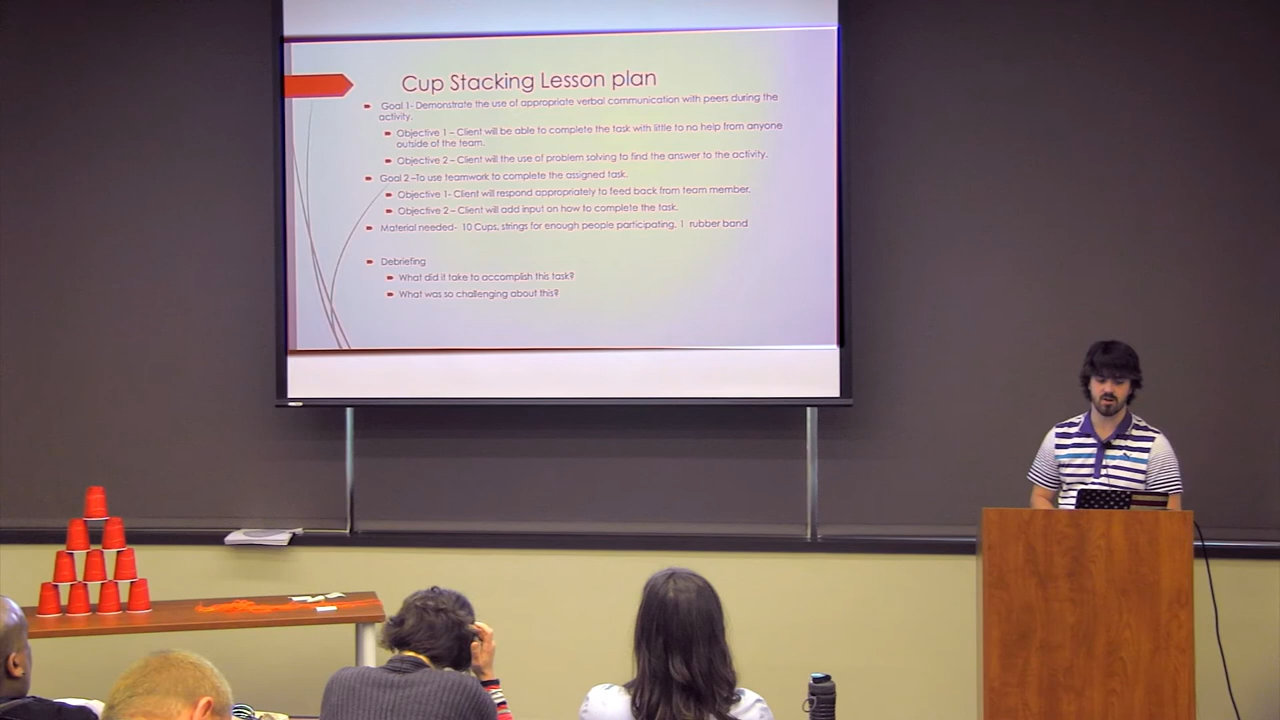 Cup Stacking Lesson plan
Goal 1- Demonstrate the use of appropriate verbal communication with peers during the
activity.
Objective 1 – Client will be able to complete the task with little to no help from anyone
outside of the team.
Objective 2 – Client will the use of problem solving to find the answer to the activity.
Goal 2 –To use teamwork to complete the assigned task.
Objective 1- Client will respond appropriately to feed back from team member.
Objective 2 – Client will add input on how to complete the task.
Material needed- 10 Cups, strings for enough people participating, 1 rubber band
Debriefing
What did it take to accomplish this task?
What was so challenging about this?